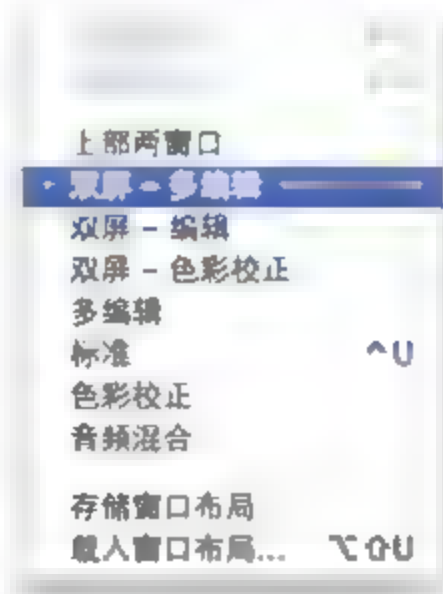 上部两窗口
双屏 - 多编辑
双屏 - 编辑
双屏 - 色彩校正
多编辑
标准 ^U
色彩校正
音频混合
存储窗口布局
载入窗口布局... ⌥⇧U